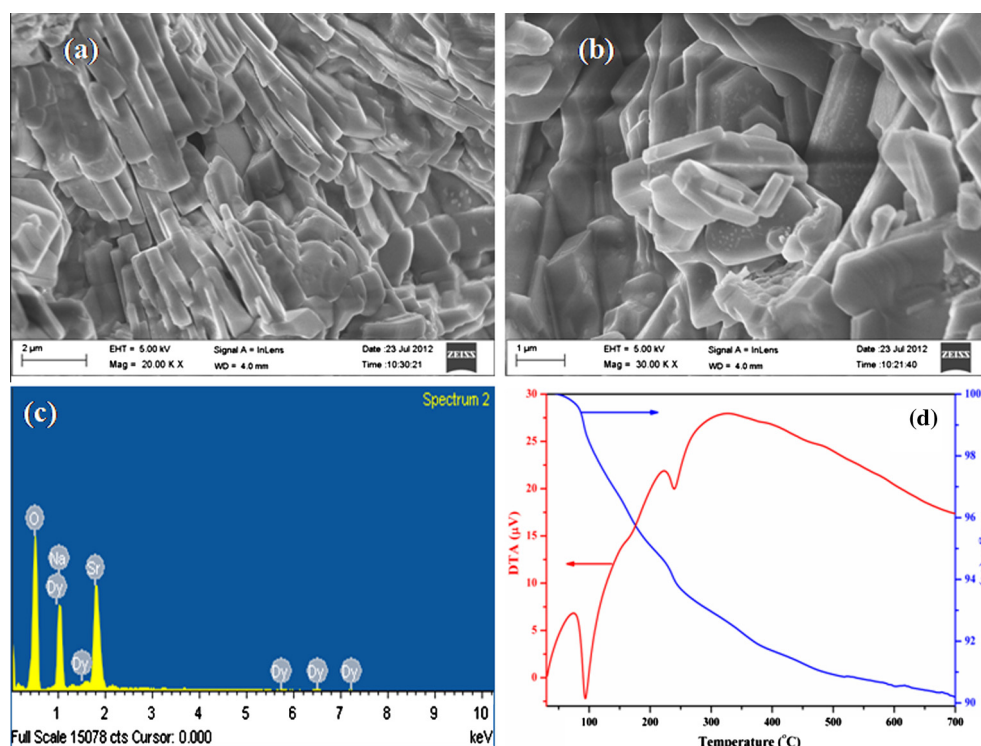 (a)
2 µm
EHT = 5.00 kV
Signal A = InLens
Date :23 Jul 2012
Mag = 20.00 K X
WD = 4.0 mm
Time :10:30:21
ZEISS
(b)
1 µm
EHT = 5.00 kV
Signal A = InLens
Date :23 Jul 2012
Mag = 30.00 K X
WD = 4.0 mm
Time :10:21:40
ZEISS
(c)
Spectrum 2
O
Na
Dy
Dy
Sr
Dy
Dy
Dy
1 2 3 4 5 6 7 8 9 10
Full Scale 15078 cts Cursor: 0.000
keV
(d)
30
25
20
15
10
5
0
DTA (µV)
100
98
96
94
92
90
100 200 300 400 500 600 700
Temperature (°C)